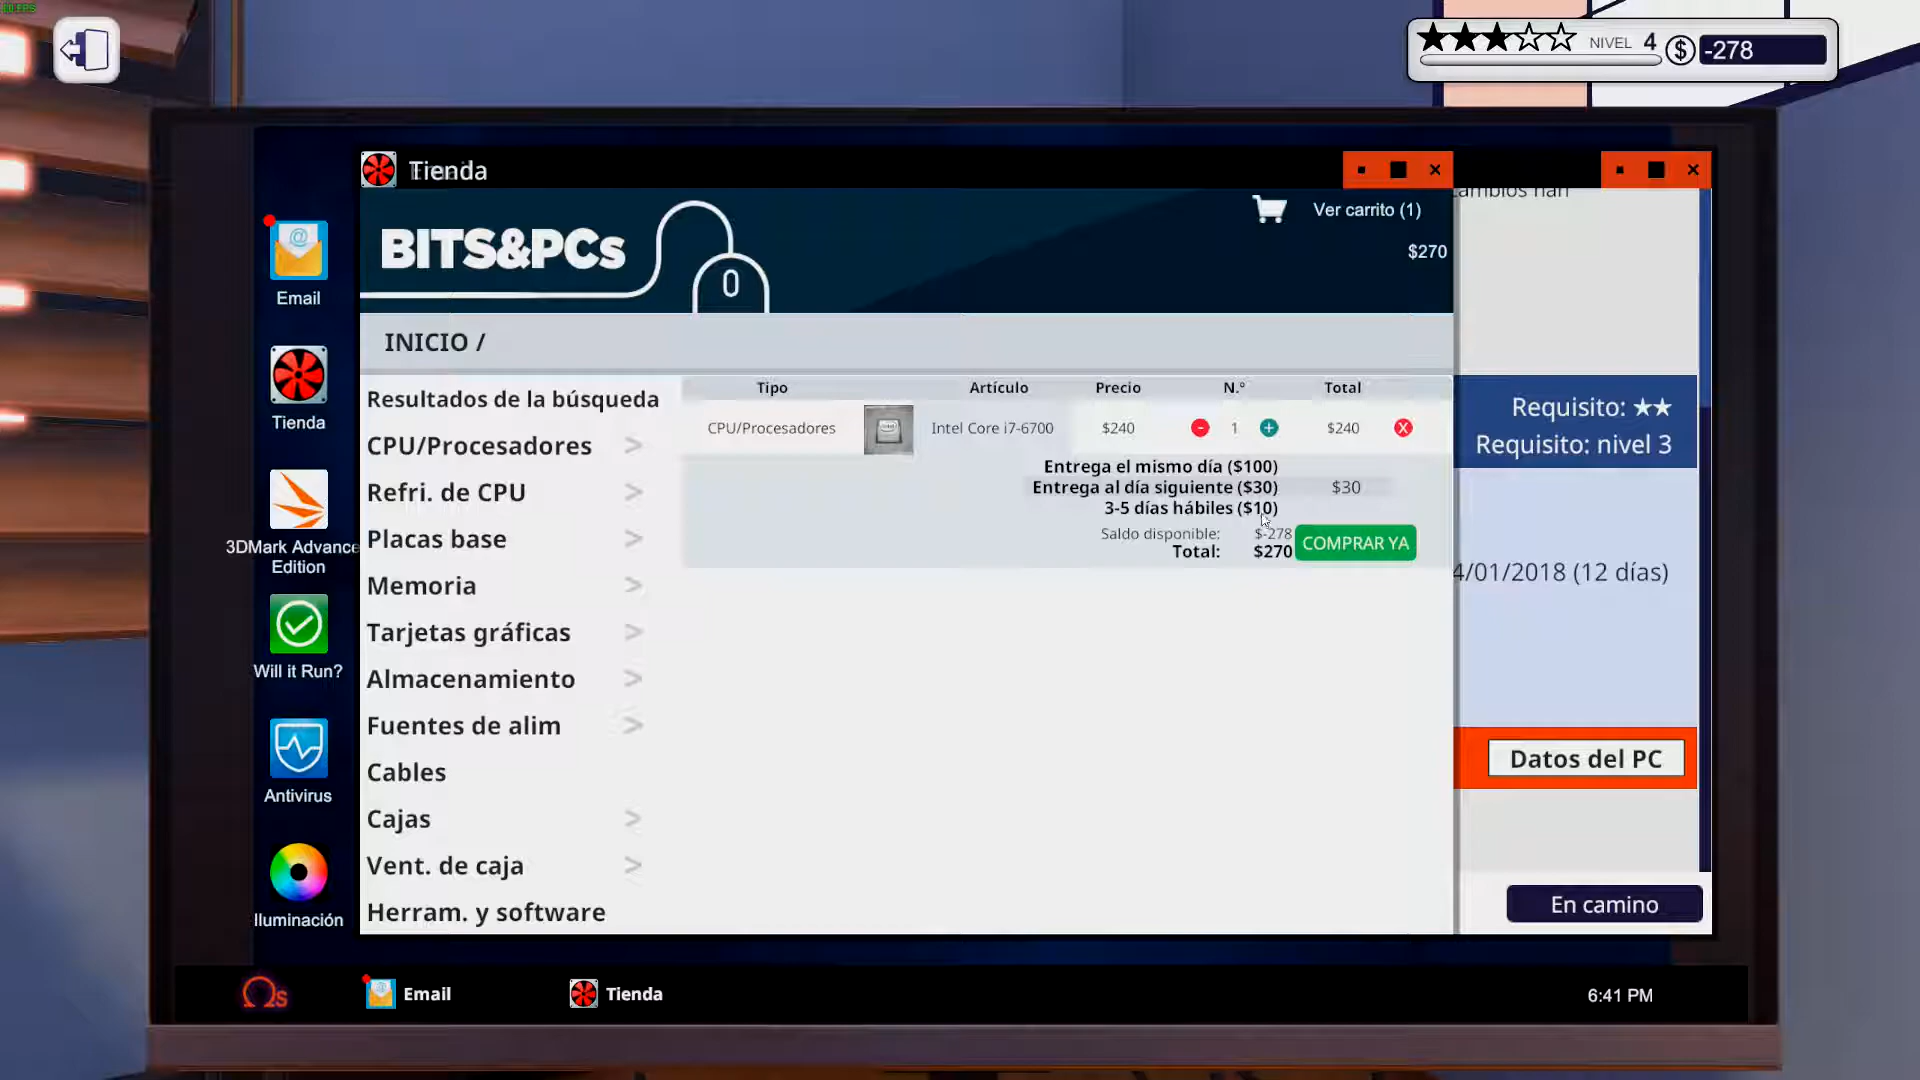 NIVEL 4 $ -278
Tienda
cambios han
BITS&PCs
Ver carrito (1)
$270
INICIO /
Email
Tienda
3DMark Advance
Edition
Will it Run?
Antivirus
Iluminación
Resultados de la búsqueda
CPU/Procesadores >
Refri. de CPU >
Placas base >
Memoria >
Tarjetas gráficas >
Almacenamiento >
Fuentes de alim >
Cables
Cajas >
Vent. de caja >
Herram. y software
Tipo Artículo Precio N.° Total
CPU/Procesadores Intel Core i7-6700 $240 1 $240
Entrega el mismo día ($100)
Entrega al día siguiente ($30) $30
3-5 días hábiles ($10)
Saldo disponible: $-278
Total: $270
COMPRAR YA
Requisito: ★★
Requisito: nivel 3
4/01/2018 (12 días)
Datos del PC
En camino
Ωs Email Tienda 6:41 PM